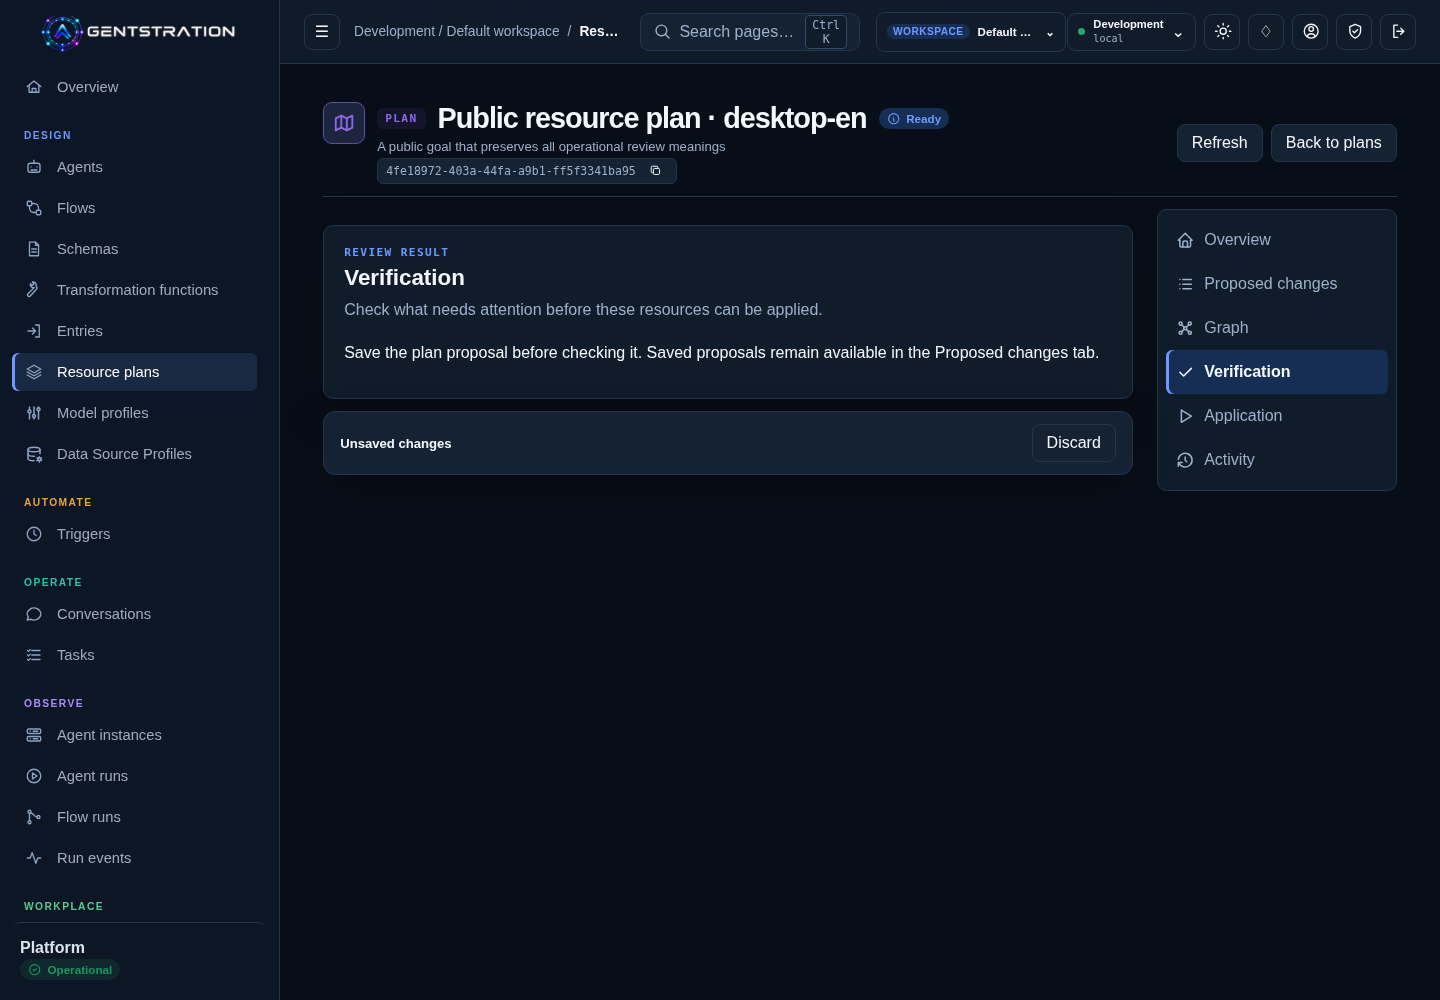 GENTSTRATION
☰
Development / Default workspace / Res...
Search pages...
Ctrl K
WORKSPACE Default ...
Development
local
Overview
DESIGN
Agents
Flows
Schemas
Transformation functions
Entries
Resource plans
Model profiles
Data Source Profiles
AUTOMATE
Triggers
OPERATE
Conversations
Tasks
OBSERVE
Agent instances
Agent runs
Flow runs
Run events
WORKPLACE
Platform
Operational
PLAN Public resource plan · desktop-en Ready
A public goal that preserves all operational review meanings
4fe18972-403a-44fa-a9b1-ff5f3341ba95
Refresh
Back to plans
REVIEW RESULT
Verification
Check what needs attention before these resources can be applied.
Save the plan proposal before checking it. Saved proposals remain available in the Proposed changes tab.
Unsaved changes
Discard
Overview
Proposed changes
Graph
Verification
Application
Activity